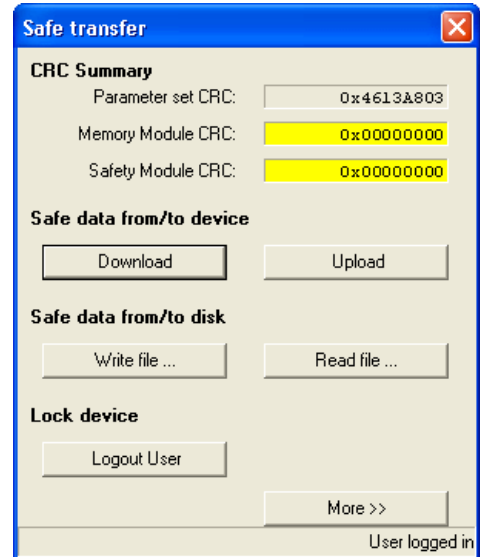 Safe transfer
CRC Summary
Parameter set CRC: 0x4613A803
Memory Module CRC: 0x00000000
Safety Module CRC: 0x00000000
Safe data from/to device
Download Upload
Safe data from/to disk
Write file ... Read file ...
Lock device
Logout User
More >>
User logged in